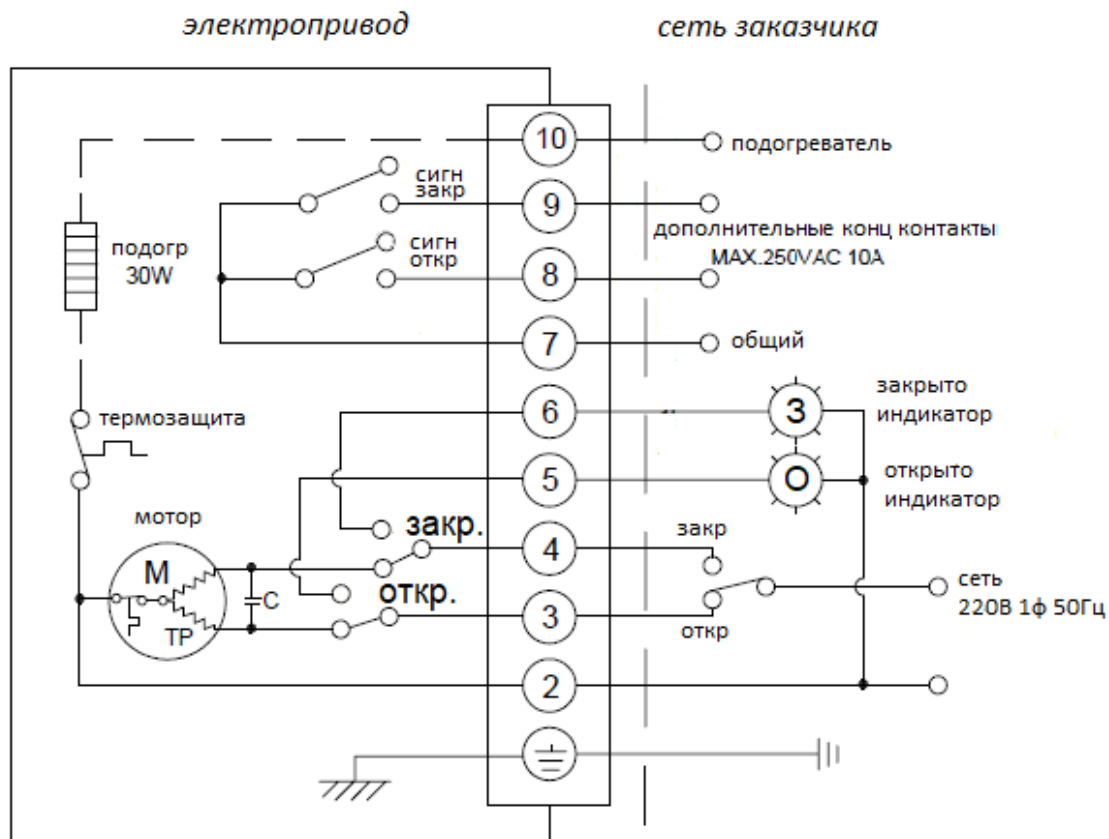 электропривод
сеть заказчика
10
подогреватель
сигн
закр
9
дополнительные конц контакты
MAX.250VAC 10A
подогр
30W
сигн
откр
8
7
общий
термозащита
6
З
закрыто
индикатор
5
О
открыто
индикатор
мотор
закр.
4
закр
М
C
ТР
откр.
3
откр
сеть
220В 1ф 50Гц
2